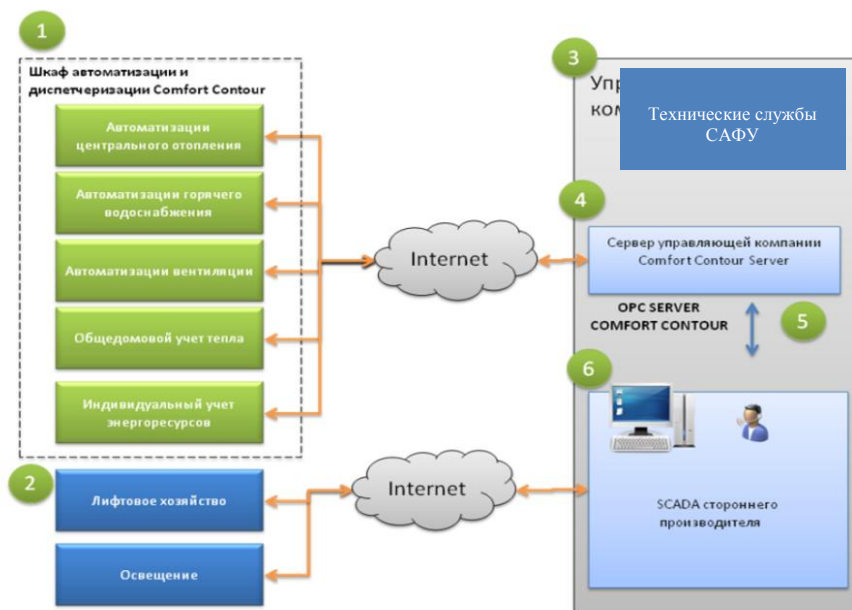 1
Шкаф автоматизации и
диспетчеризации Comfort Contour
Автоматизации
центрального отопления
Автоматизации горячего
водоснабжения
Автоматизации вентиляции
Общедомовой учет тепла
Индивидуальный учет
энергоресурсов
2
Лифтовое хозяйство
Освещение
Internet
Internet
3
Технические службы
САФУ
4
Сервер управляющей компании
Comfort Contour Server
OPC SERVER
COMFORT CONTOUR
5
6
SCADA стороннего
производителя